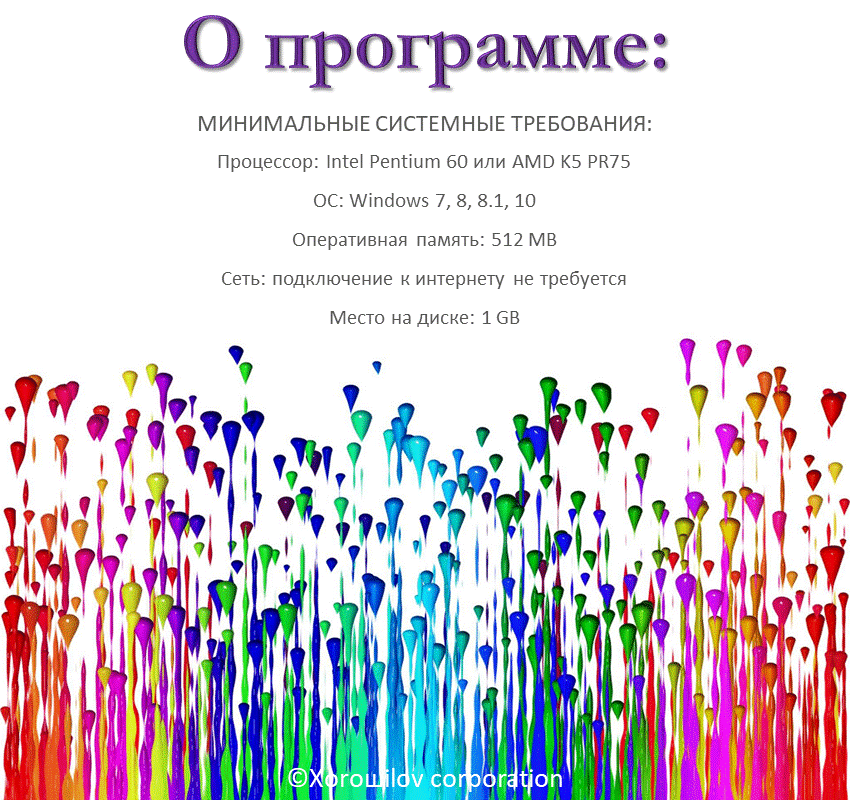 О программе:
МИНИМАЛЬНЫЕ СИСТЕМНЫЕ ТРЕБОВАНИЯ:
Процессор: Intel Pentium 60 или AMD K5 PR75
ОС: Windows 7, 8, 8.1, 10
Оперативная память: 512 MB
Сеть: подключение к интернету не требуется
Место на диске: 1 GB
©Xoroшilov corporation